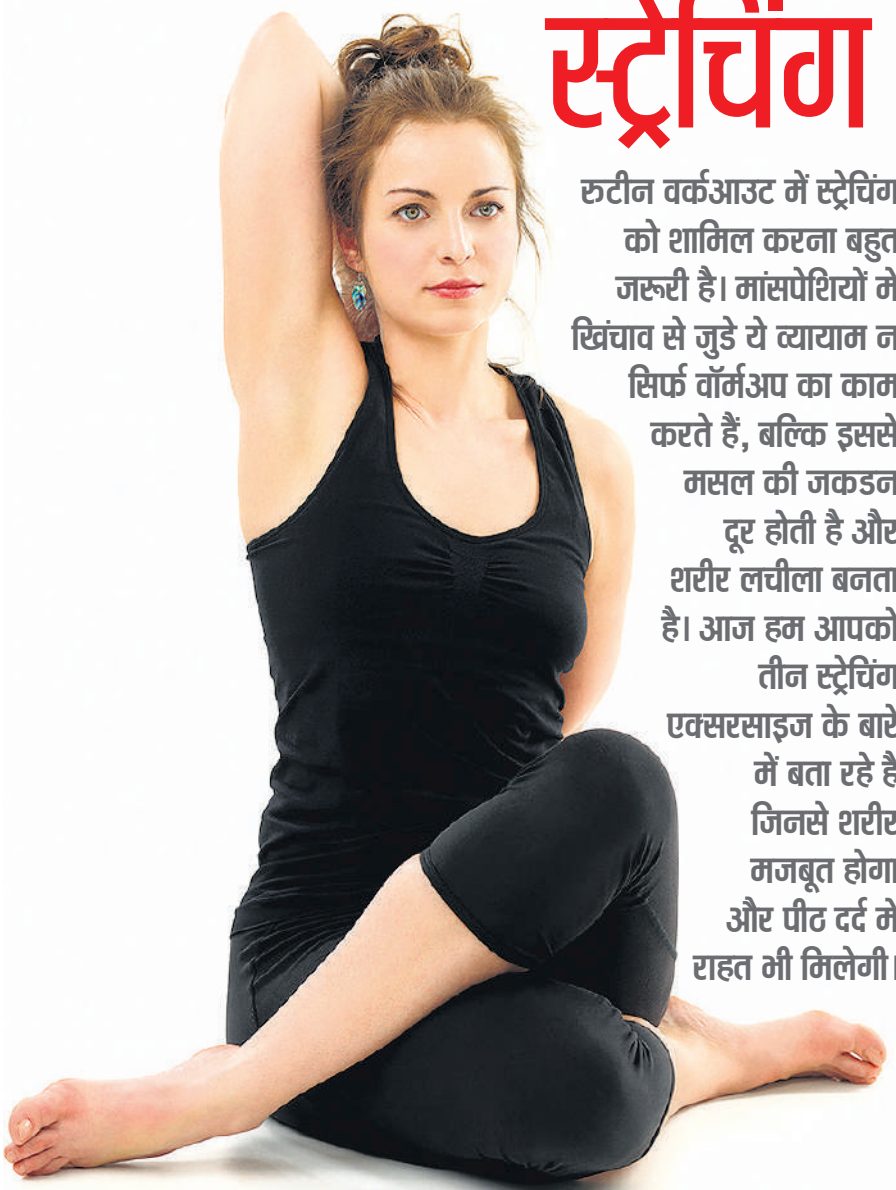 स्ट्रेचिंग
रुटीन वर्कआउट में स्ट्रेचिंग
को शामिल करना बहुत
जरूरी है। मांसपेशियों में
खिंचाव से जुडे ये व्यायाम न
सिर्फ वॉर्मअप का काम
करते हैं, बल्कि इससे
मसल की जकडन
दूर होती है और
शरीर लचीला बनता
है। आज हम आपको
तीन स्ट्रेचिंग
एक्सरसाइज के बारे
में बता रहे है
जिनसे शरीर
मजबूत होगा
और पीठ दर्द में
राहत भी मिलेगी।